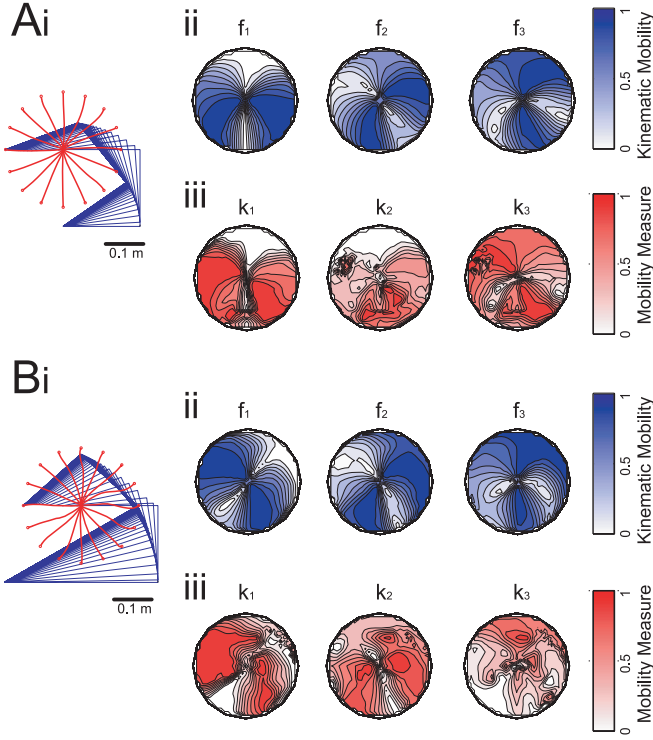 Ai
ii
f1 f2 f3
1
0.5
0
Kinematic Mobility
0.1 m
iii
k1 k2 k3
1
0.5
0
Mobility Measure
Bi
ii
f1 f2 f3
1
0.5
0
Kinematic Mobility
0.1 m
iii
k1 k2 k3
1
0.5
0
Mobility Measure